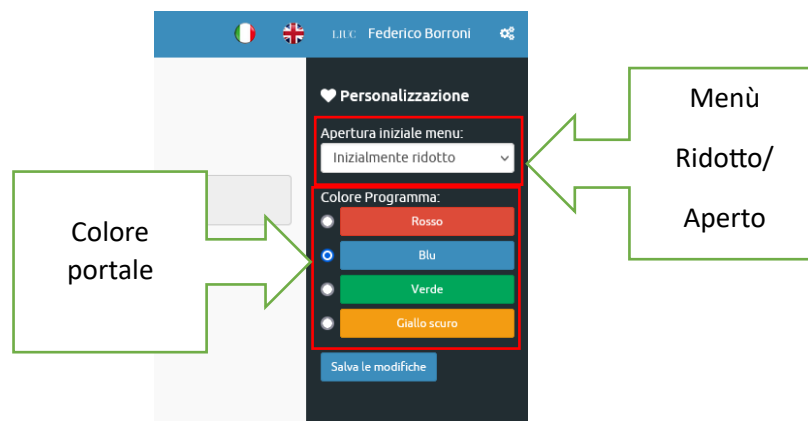 LIUC Federico Borroni
Personalizzazione
Apertura iniziale menu:
Inizialmente ridotto
Colore Programma:
Rosso
Blu
Verde
Giallo scuro
Salva le modifiche
Colore
portale
Menù
Ridotto/
Aperto